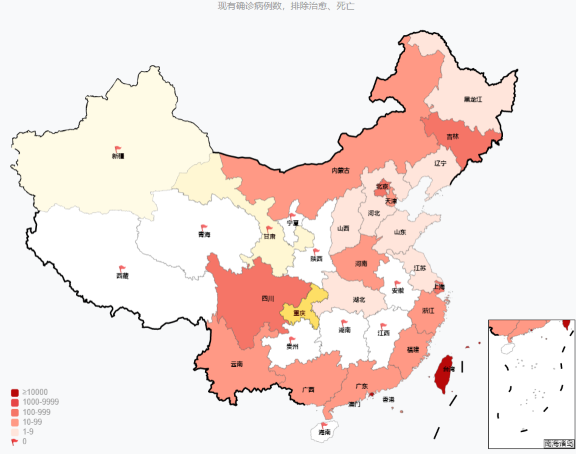 现有确诊病例数，排除治愈、死亡
黑龙江
吉林
新疆
辽宁
内蒙古
北京
天津
宁夏
河北
山西
甘肃
青海
山东
陕西
河南
西藏
江苏
安徽
上海
四川
湖北
重庆
浙江
湖南
江西
贵州
福建
云南
台湾
广西
广东
香港
澳门
海南
≥10000
1000-9999
100-999
10-99
1-9
0
南海诸岛